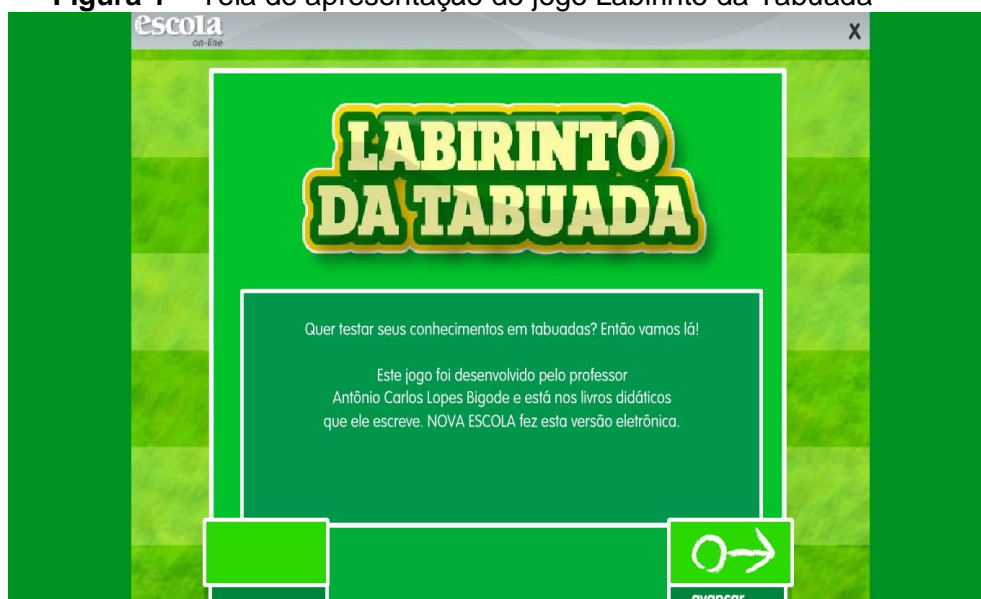 Figura 1 – Tela de apresentação do jogo Labirinto da Tabuada
escola
on-line
X
LABIRINTO
DA TABUADA
Quer testar seus conhecimentos em tabuadas? Então vamos lá!
Este jogo foi desenvolvido pelo professor
Antônio Carlos Lopes Bigode e está nos livros didáticos
que ele escreve. NOVA ESCOLA fez esta versão eletrônica.
avançar